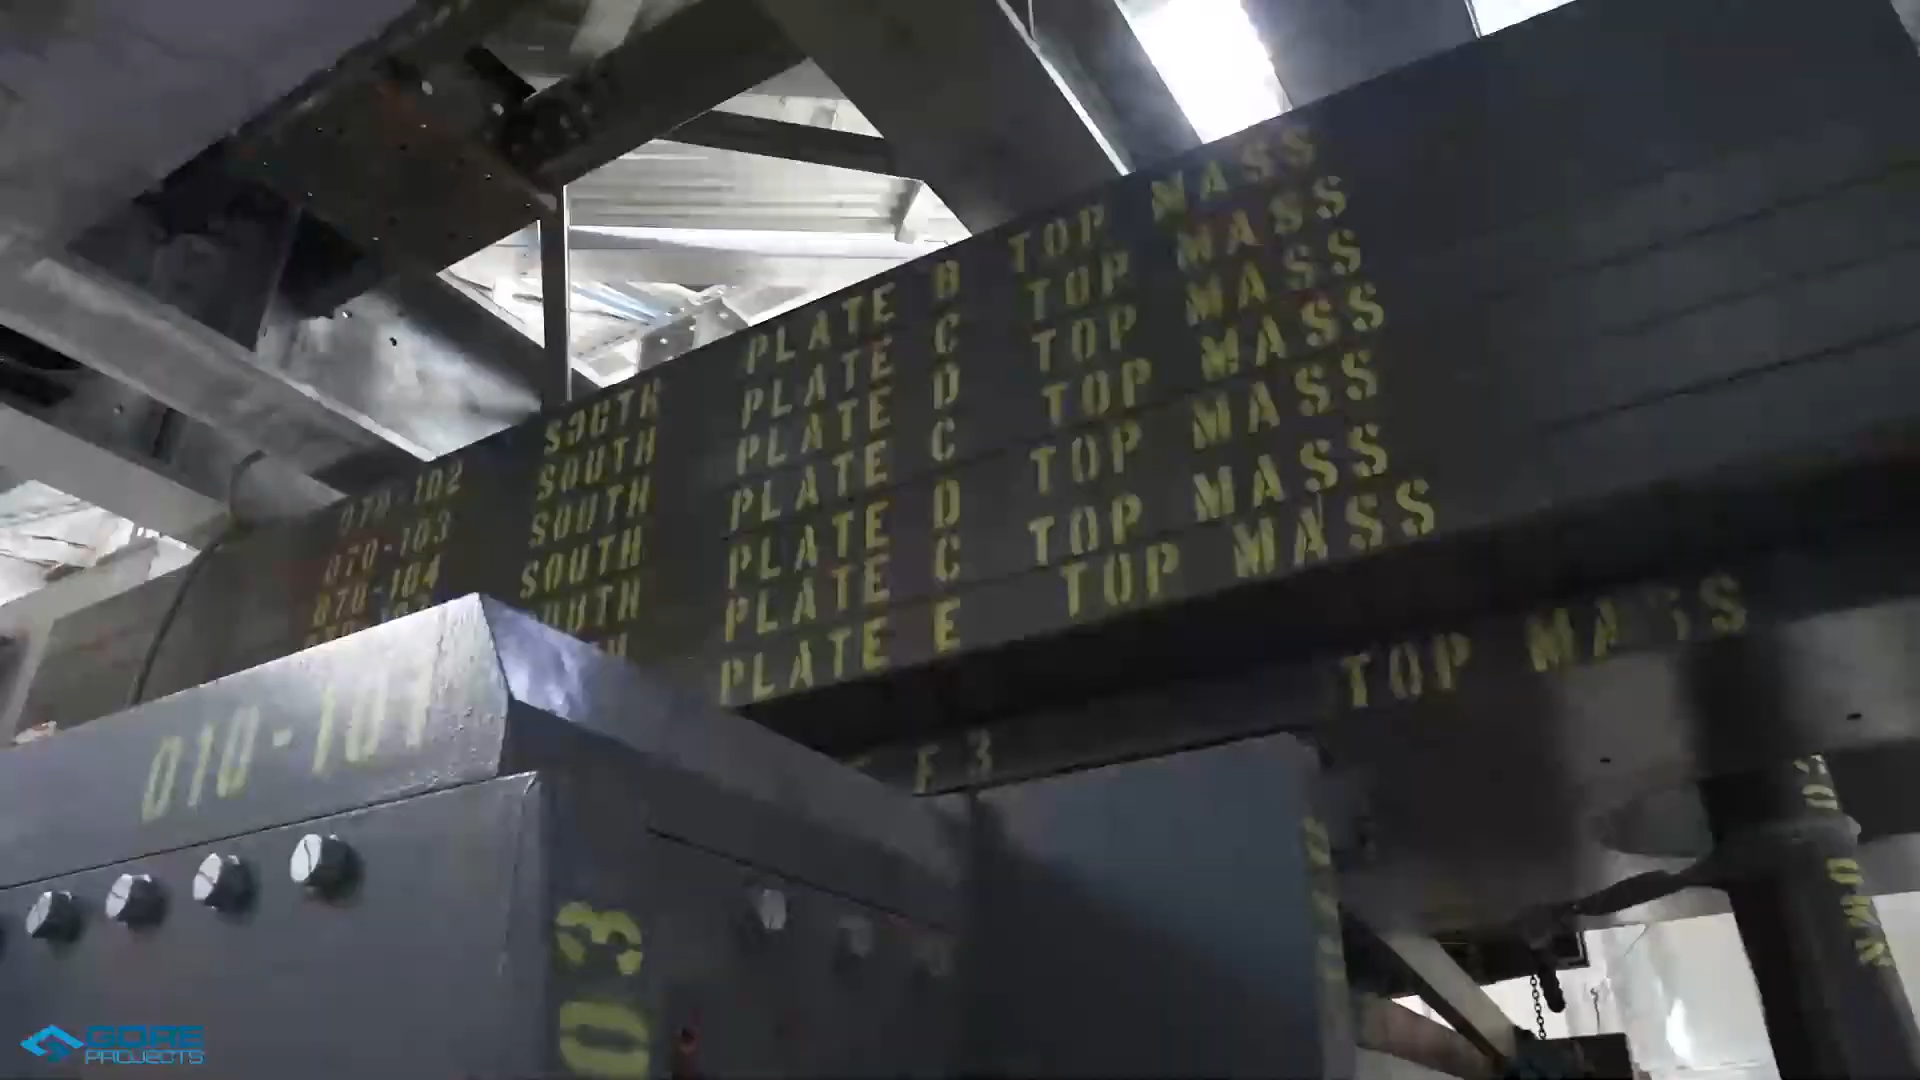 070-102 SOUTH PLATE B TOP MASS
070-103 SOUTH PLATE C TOP MASS
070-104 SOUTH PLATE D TOP MASS
SOUTH PLATE C TOP MASS
SOUTH PLATE D TOP MASS
PLATE C TOP MASS
PLATE E TOP MASS
TOP MASS
F3
010-101
03
GORE
PROJECTS